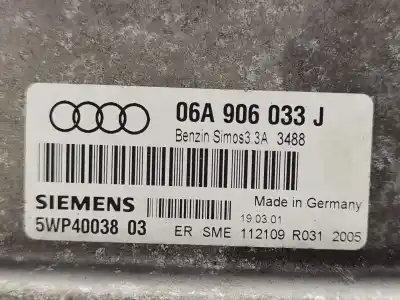 06A 906 033 J
Benzin Simos3.3A 3488
SIEMENS
Made in Germany
19.03.01
5WP40038 03
ER SME 112109 R031 2005